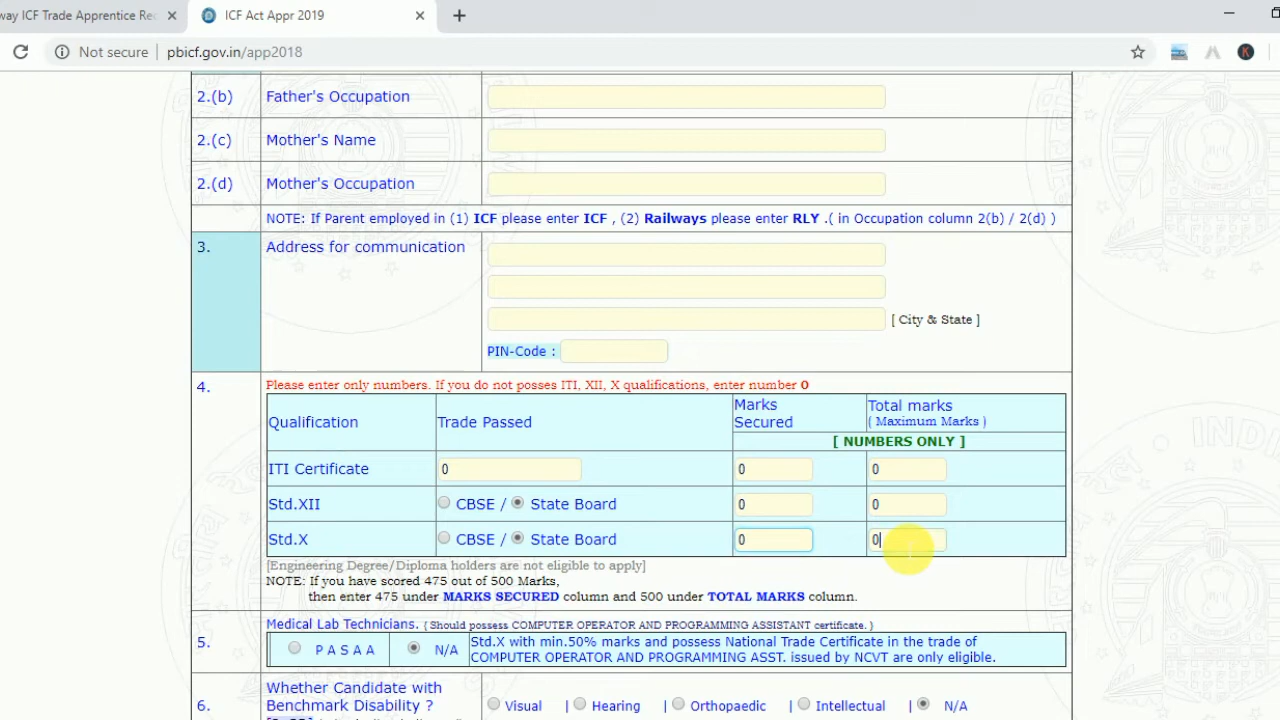 way ICF Trade Apprentice Rec
ICF Act Appr 2019
Not secure
pbicf.gov.in/app2018
K
2.(b) Father's Occupation
2.(c) Mother's Name
2.(d) Mother's Occupation
NOTE: If Parent employed in (1) ICF please enter ICF , (2) Railways please enter RLY .( in Occupation column 2(b) / 2(d) )
3. Address for communication
[ City & State ]
PIN-Code :
4. Please enter only numbers. If you do not posses ITI, XII, X qualifications, enter number 0
Qualification Trade Passed Marks Secured Total marks
( Maximum Marks )
[ NUMBERS ONLY ]
ITI Certificate 0 0 0
Std.XII CBSE / State Board 0 0
Std.X CBSE / State Board 0 0
[Engineering Degree/Diploma holders are not eligible to apply]
NOTE: If you have scored 475 out of 500 Marks,
then enter 475 under MARKS SECURED column and 500 under TOTAL MARKS column.
5. Medical Lab Technicians. ( Should possess COMPUTER OPERATOR AND PROGRAMMING ASSISTANT certificate. )
P A S A A N/A Std.X with min.50% marks and possess National Trade Certificate in the trade of
COMPUTER OPERATOR AND PROGRAMMING ASST. issued by NCVT are only eligible.
6. Whether Candidate with
Benchmark Disability ?
Visual | Hearing | Orthopaedic | Intellectual | N/A
INDI